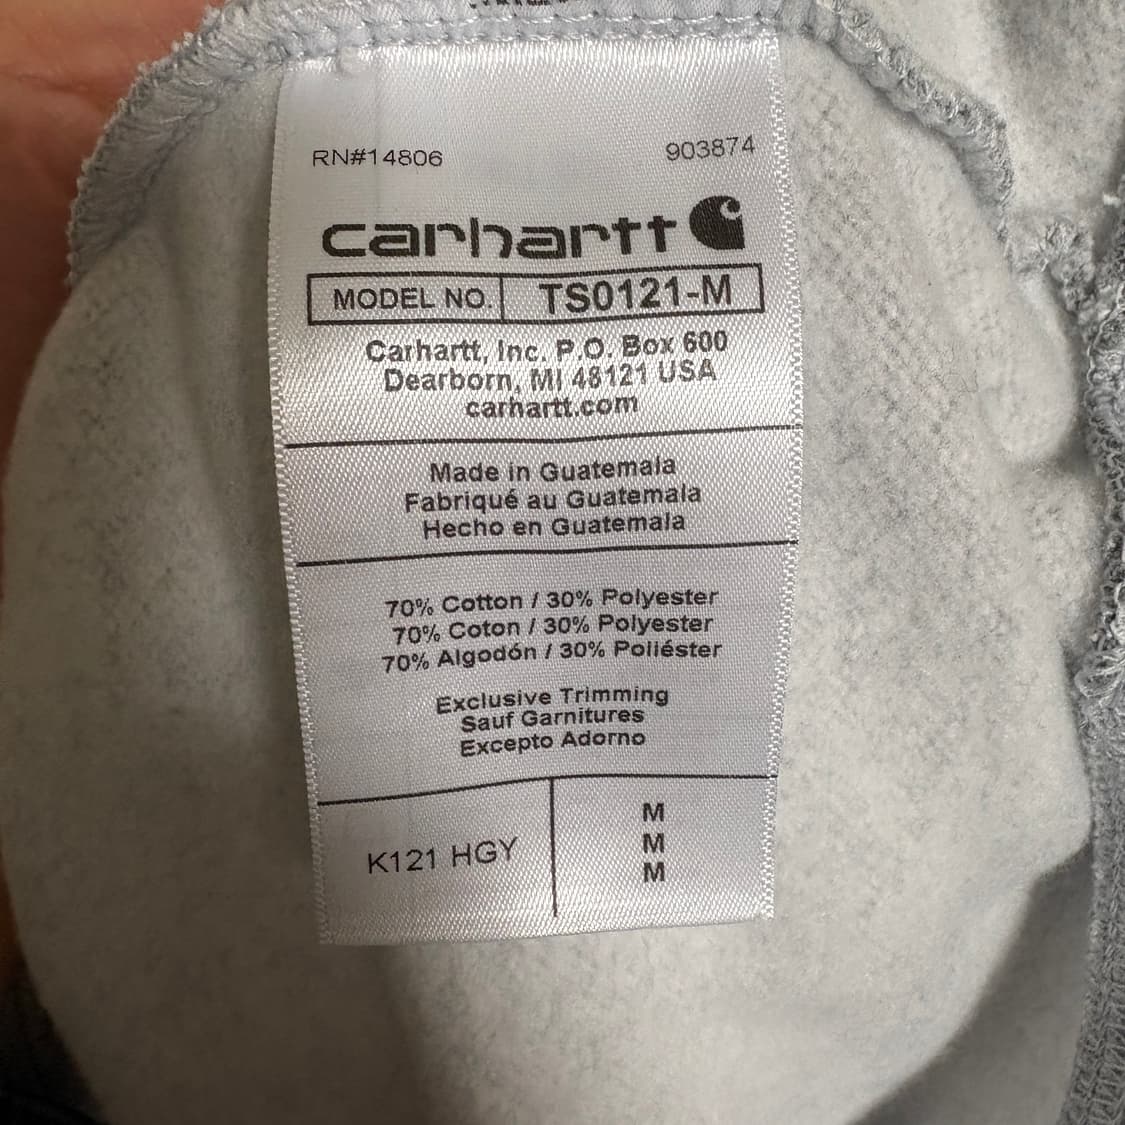 RN#14806 903874
carhartt
MODEL NO. TS0121-M
Carhartt, Inc. P.O. Box 600
Dearborn, MI 48121 USA
carhartt.com
Made in Guatemala
Fabriqué au Guatemala
Hecho en Guatemala
70% Cotton / 30% Polyester
70% Coton / 30% Polyester
70% Algodón / 30% Poliéster
Exclusive Trimming
Sauf Garnitures
Excepto Adorno
K121 HGY
M
M
M